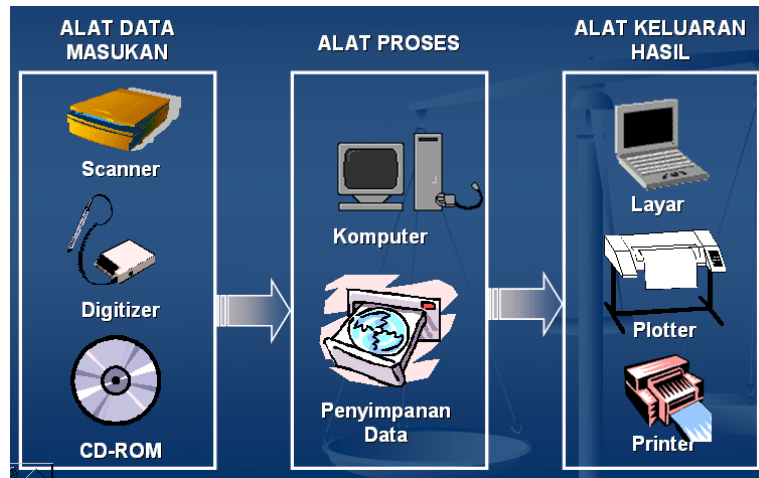 ALAT DATA
MASUKAN
Scanner
Digitizer
CD-ROM
ALAT PROSES
Komputer
Penyimpanan
Data
ALAT KELUARAN
HASIL
Layar
Plotter
Printer